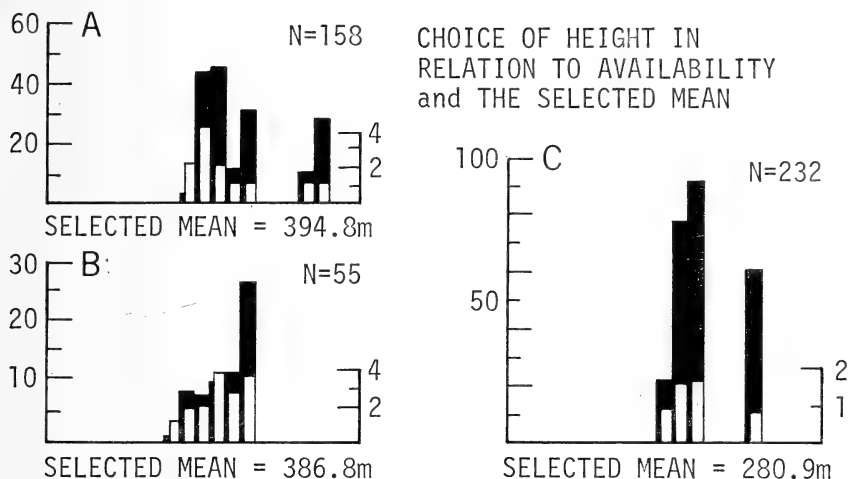 CHOICE OF HEIGHT IN
RELATION TO AVAILABILITY
and THE SELECTED MEAN
A
N=158
60
40
20
4
2
SELECTED MEAN = 394.8m
B
N=55
30
20
10
4
2
SELECTED MEAN = 386.8m
C
N=232
100
50
2
1
SELECTED MEAN = 280.9m